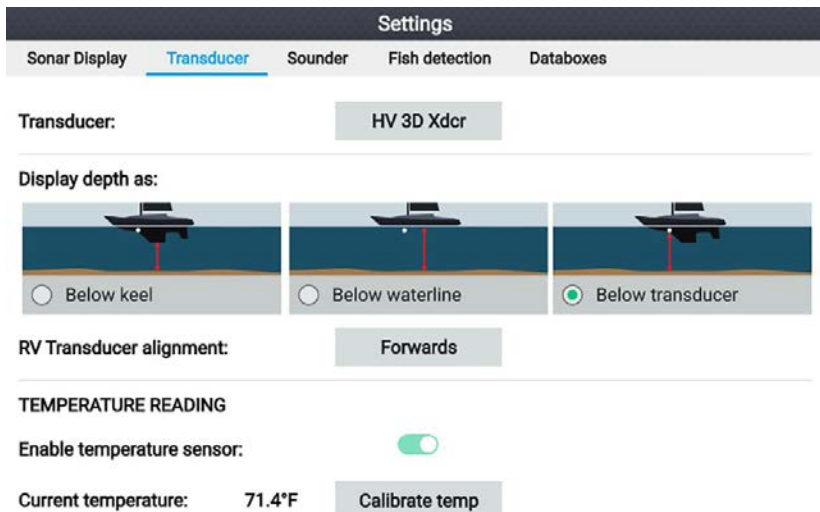 Settings
Sonar Display Transducer Sounder Fish detection Databoxes
Transducer: HV 3D Xdcr
Display depth as:
Below keel Below waterline Below transducer
RV Transducer alignment: Forwards
TEMPERATURE READING
Enable temperature sensor:
Current temperature: 71.4°F Calibrate temp